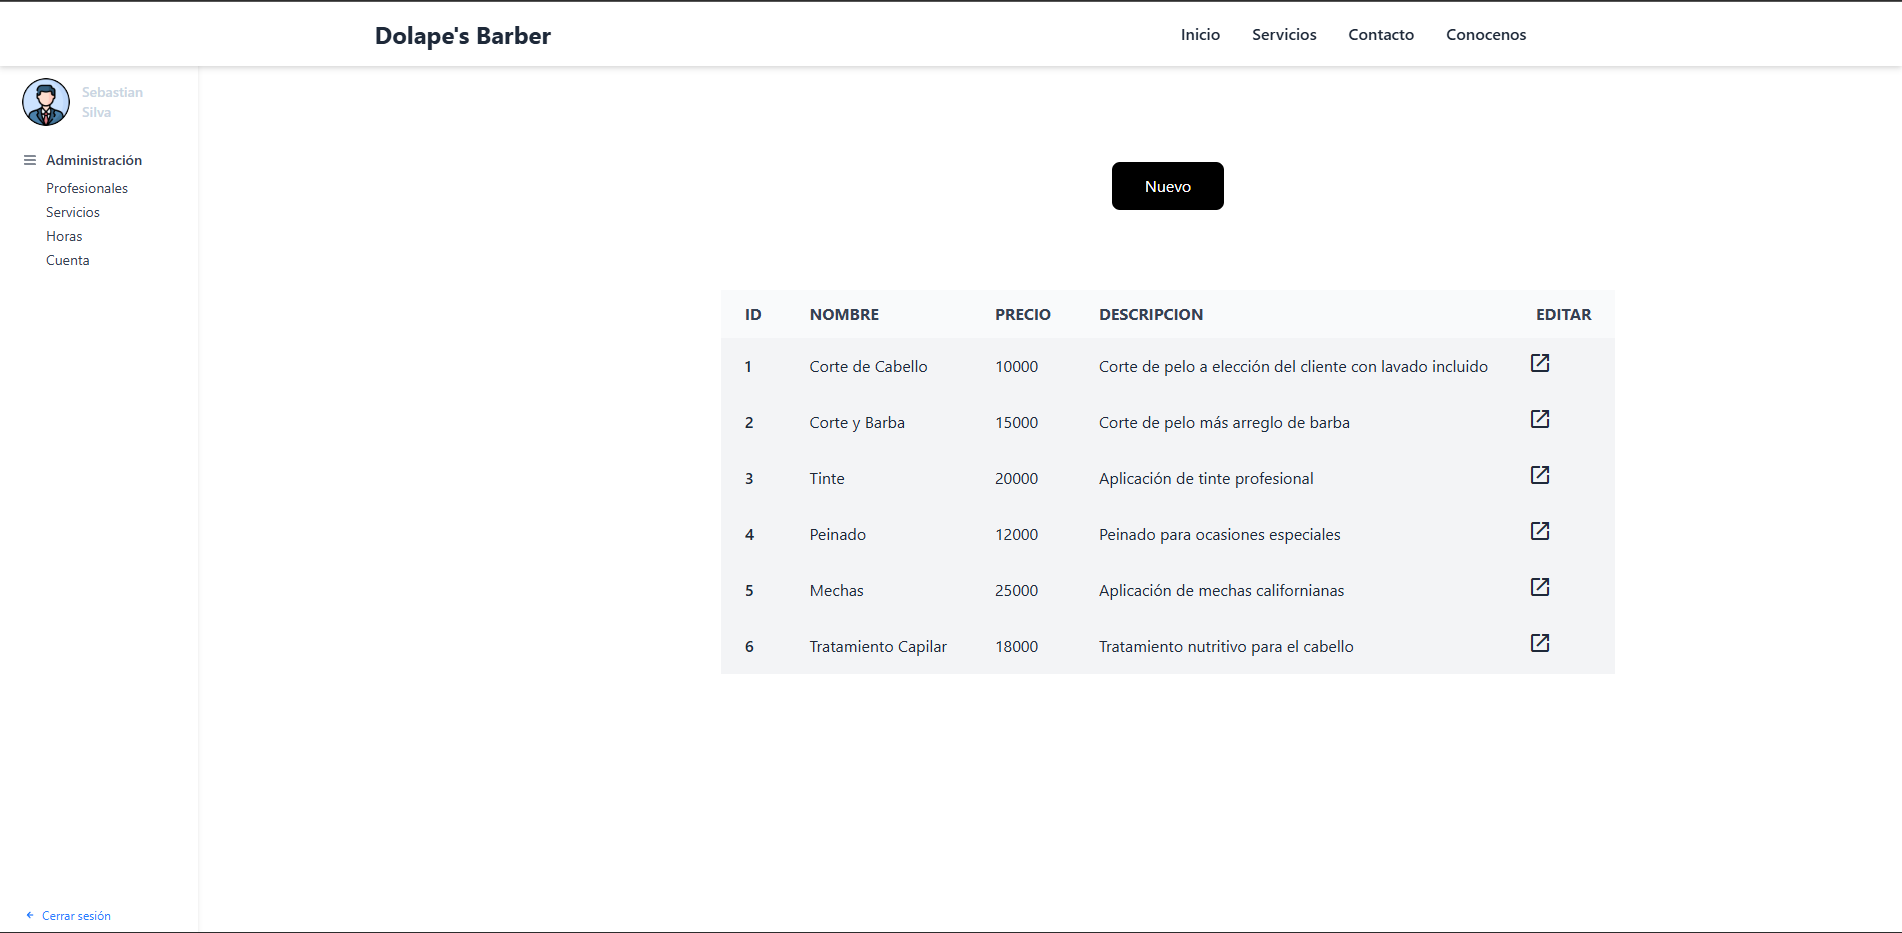 Dolape's Barber
Inicio Servicios Contacto Conocenos
Sebastian
Silva
Administración
Profesionales
Servicios
Horas
Cuenta
Nuevo
ID NOMBRE PRECIO DESCRIPCION EDITAR
1 Corte de Cabello 10000 Corte de pelo a elección del cliente con lavado incluido
2 Corte y Barba 15000 Corte de pelo más arreglo de barba
3 Tinte 20000 Aplicación de tinte profesional
4 Peinado 12000 Peinado para ocasiones especiales
5 Mechas 25000 Aplicación de mechas californianas
6 Tratamiento Capilar 18000 Tratamiento nutritivo para el cabello
Cerrar sesión